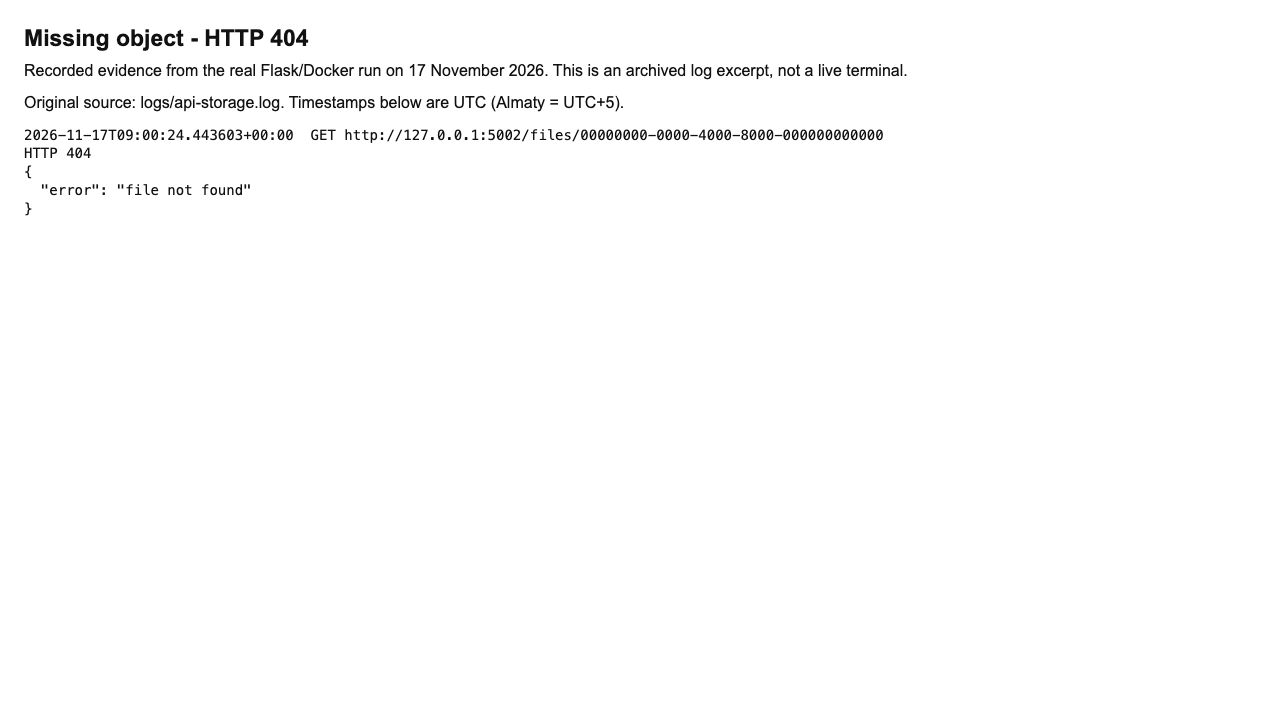 Missing object - HTTP 404
Recorded evidence from the real Flask/Docker run on 17 November 2026. This is an archived log excerpt, not a live terminal.
Original source: logs/api-storage.log. Timestamps below are UTC (Almaty = UTC+5).
2026-11-17T09:00:24.443603+00:00  GET http://127.0.0.1:5002/files/00000000-0000-4000-8000-000000000000
HTTP 404
{
  "error": "file not found"
}